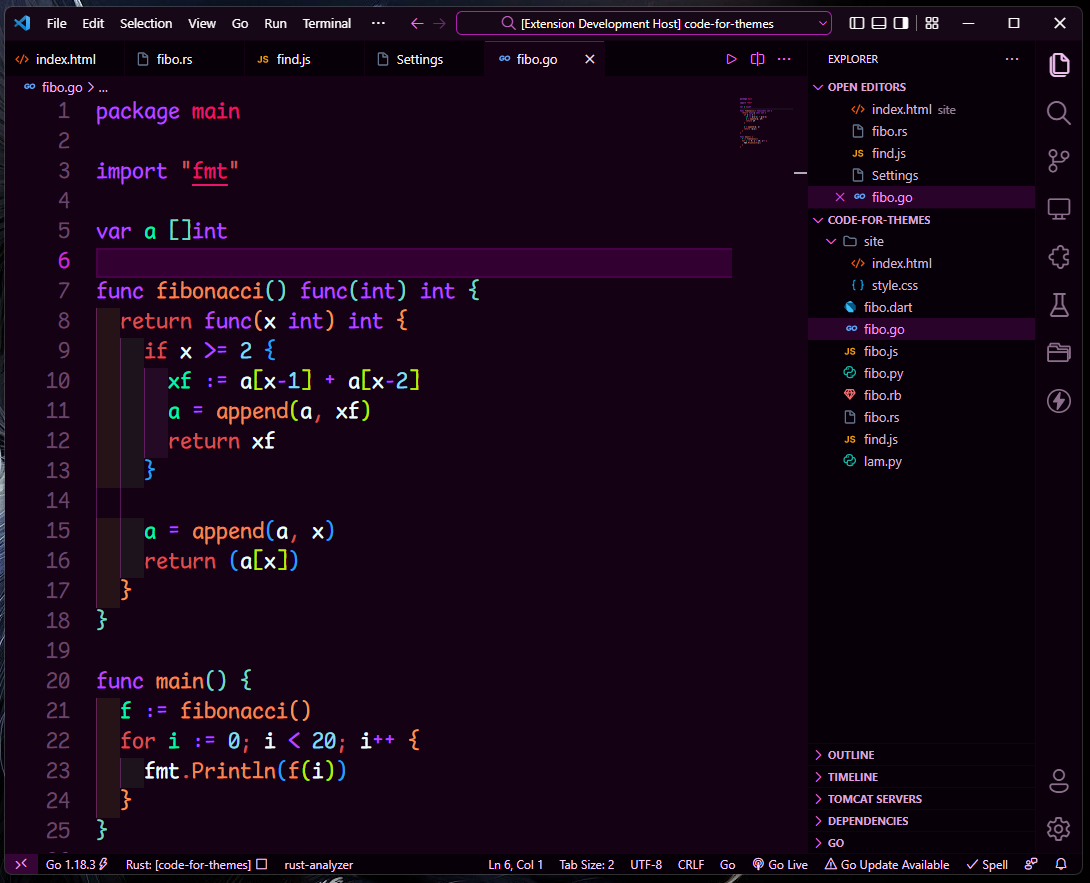 File Edit Selection View Go Run Terminal ··· [Extension Development Host] code-for-themes
index.html fibo.rs JS find.js Settings fibo.go
fibo.go > ...
1 package main
2
3 import "fmt"
4
5 var a []int
6
7 func fibonacci() func(int) int {
8 return func(x int) int {
9 if x >= 2 {
10 xf := a[x-1] + a[x-2]
11 a = append(a, xf)
12 return xf
13 }
14
15 a = append(a, x)
16 return (a[x])
17 }
18 }
19
20 func main() {
21 f := fibonacci()
22 for i := 0; i < 20; i++ {
23 fmt.Println(f(i))
24 }
25 }
EXPLORER
OPEN EDITORS
index.html site
fibo.rs
JS find.js
Settings
fibo.go
CODE-FOR-THEMES
site
index.html
style.css
fibo.dart
fibo.go
JS fibo.js
fibo.py
fibo.rb
fibo.rs
JS find.js
lam.py
OUTLINE
TIMELINE
TOMCAT SERVERS
DEPENDENCIES
GO
Go 1.18.3 Rust: [code-for-themes] rust-analyzer Ln 6, Col 1 Tab Size: 2 UTF-8 CRLF Go Go Live Go Update Available Spell